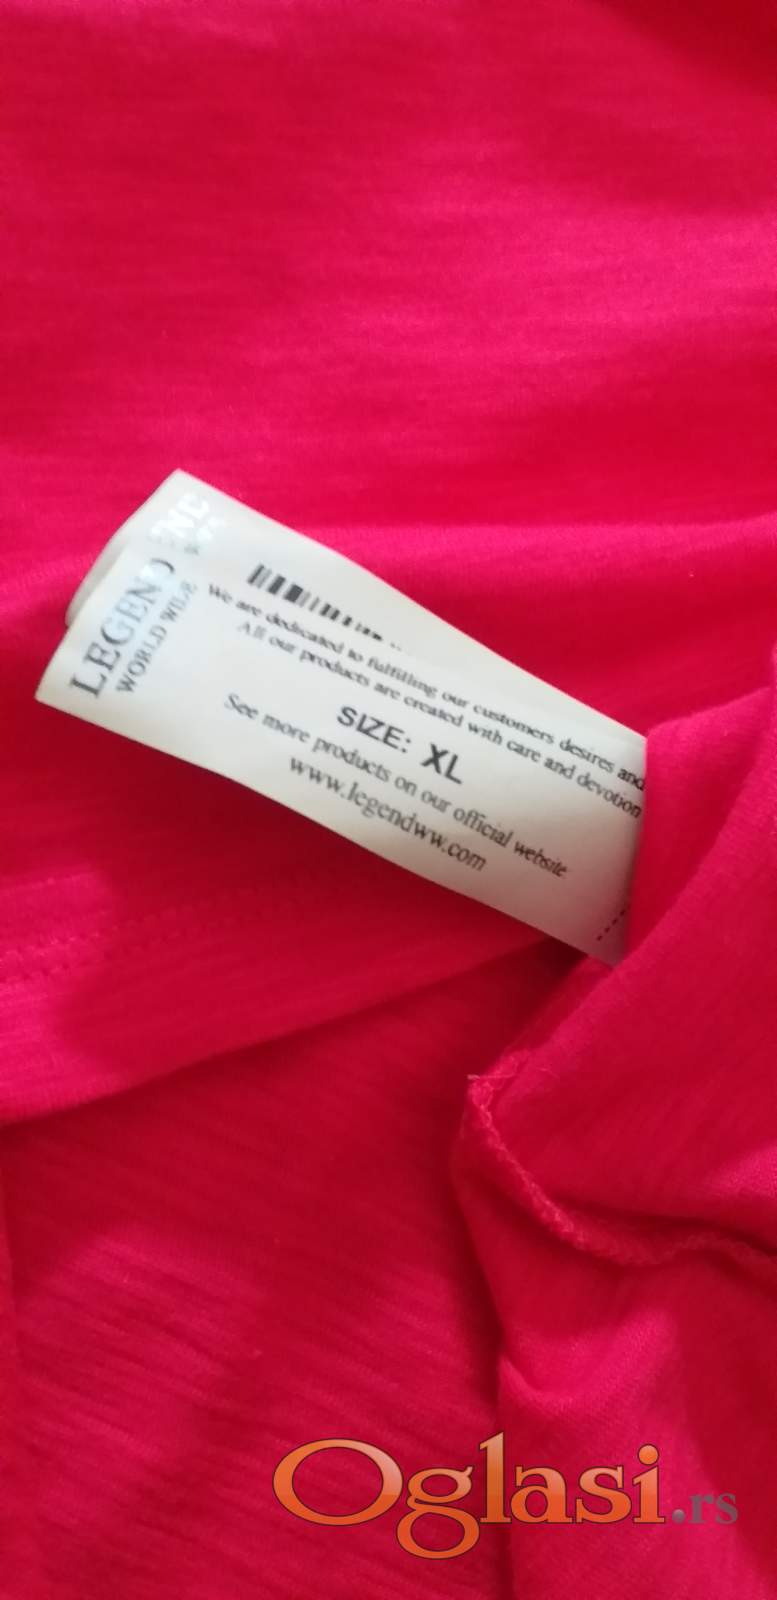 LEGEND
WORLD WIDE
We are dedicated to fulfilling our customers desires and
All our products are created with care and devotion
SIZE: XL
See more products on our official website
www.legendww.com
Oglasi.rs